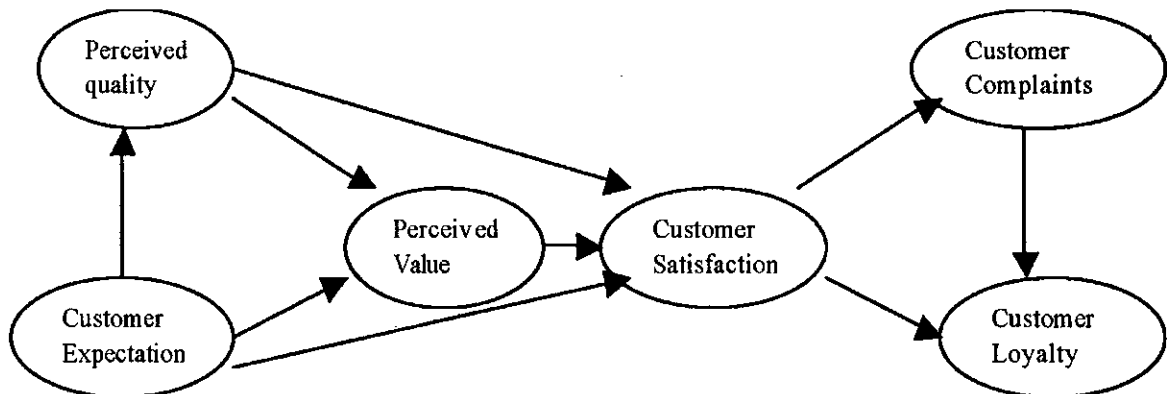 Perceived
quality
Customer
Complaints
Perceived
Value
Customer
Satisfaction
Customer
Expectation
Customer
Loyalty